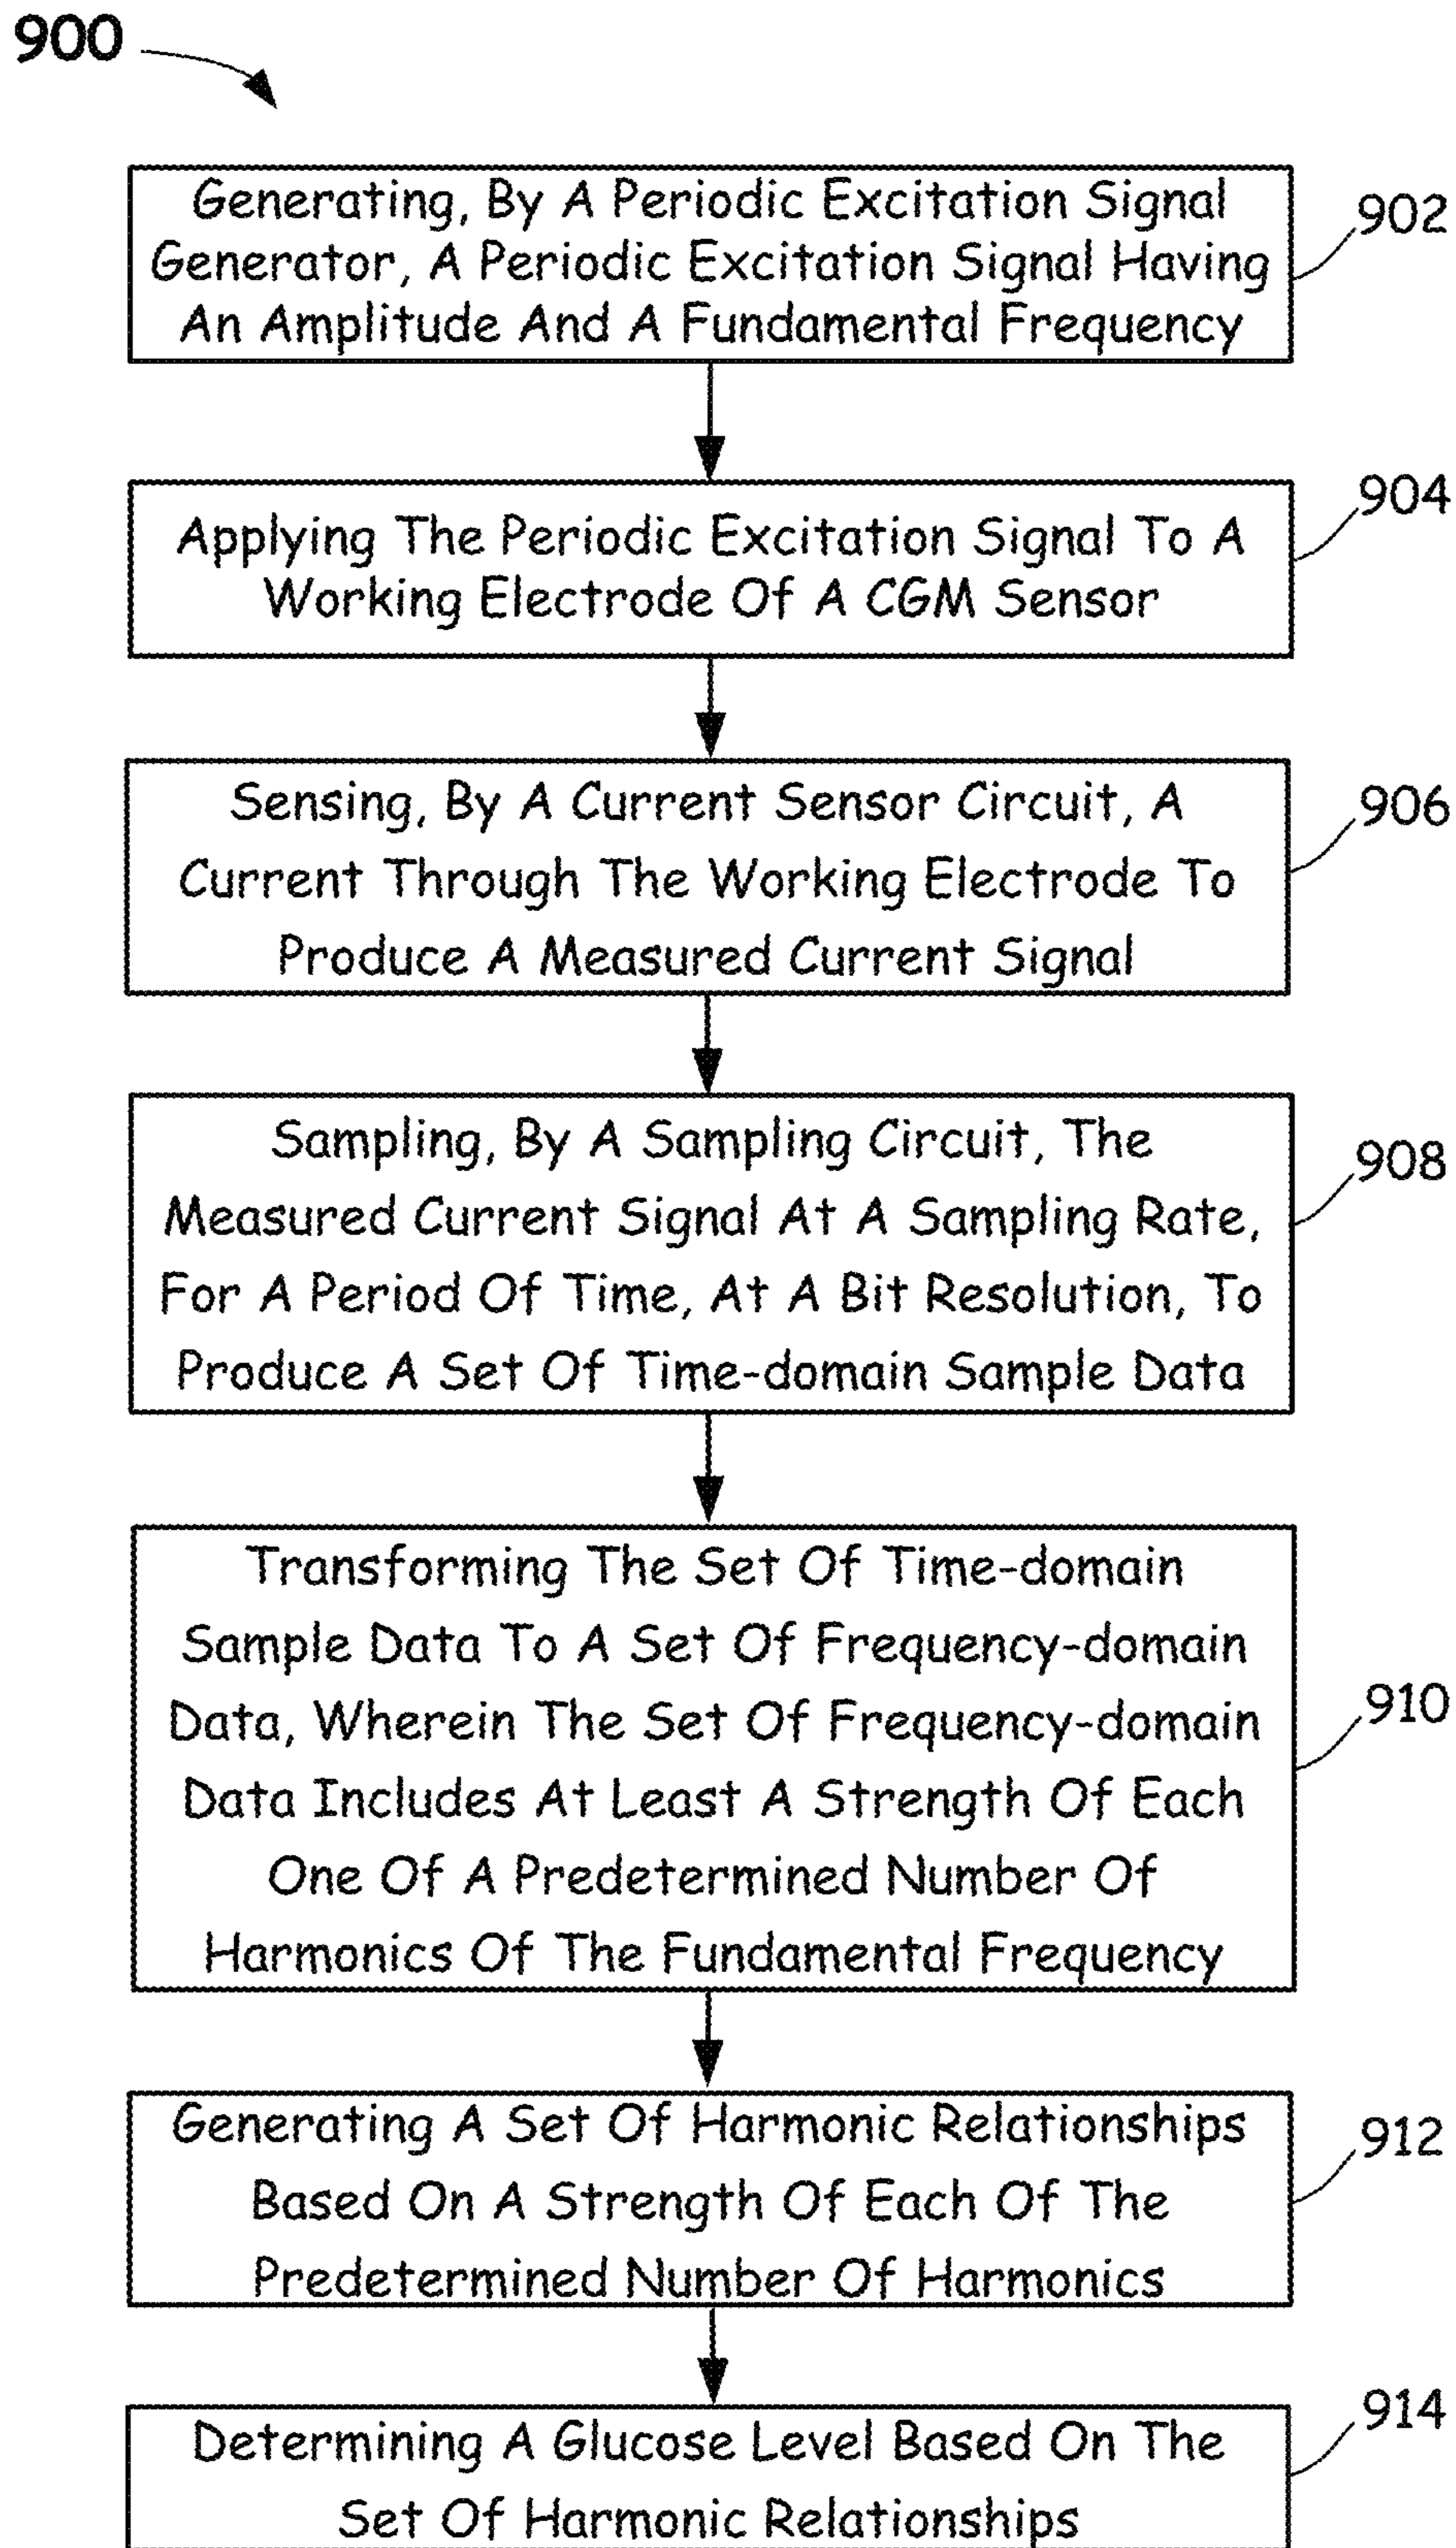 900
Generating, By A Periodic Excitation Signal
Generator, A Periodic Excitation Signal Having
An Amplitude And A Fundamental Frequency
902
Applying The Periodic Excitation Signal To A
Working Electrode Of A CGM Sensor
904
Sensing, By A Current Sensor Circuit, A
Current Through The Working Electrode To
Produce A Measured Current Signal
906
Sampling, By A Sampling Circuit, The
Measured Current Signal At A Sampling Rate,
For A Period Of Time, At A Bit Resolution, To
Produce A Set Of Time-domain Sample Data
908
Transforming The Set Of Time-domain
Sample Data To A Set Of Frequency-domain
Data, Wherein The Set Of Frequency-domain
Data Includes At Least A Strength Of Each
One Of A Predetermined Number Of
Harmonics Of The Fundamental Frequency
910
Generating A Set Of Harmonic Relationships
Based On A Strength Of Each Of The
Predetermined Number Of Harmonics
912
Determining A Glucose Level Based On The
Set Of Harmonic Relationships
914